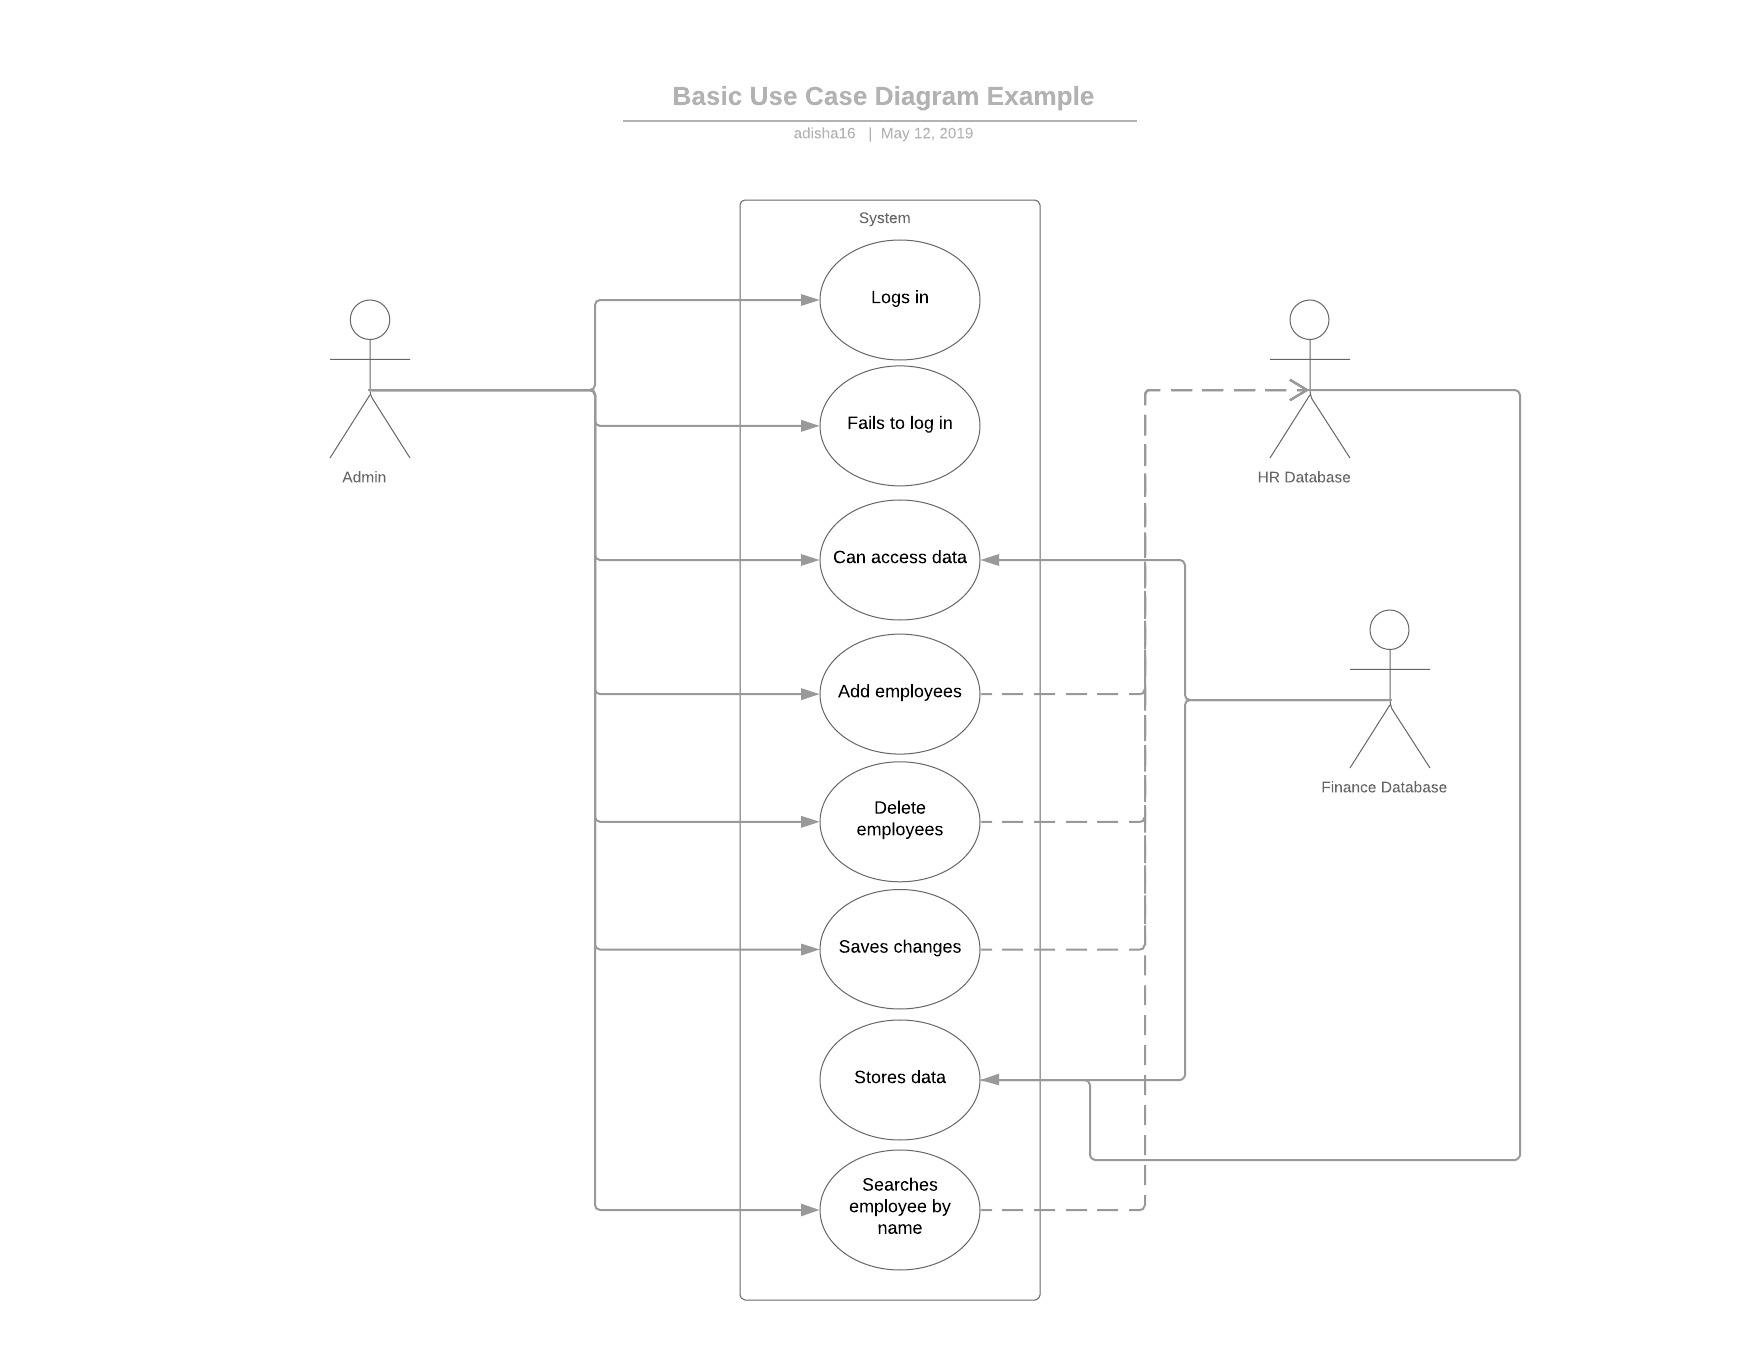 Basic Use Case Diagram Example
adisha16 | May 12, 2019
System
Logs in
Fails to log in
Admin
HR Database
Can access data
Add employees
Finance Database
Delete
employees
Saves changes
Stores data
Searches
employee by
name